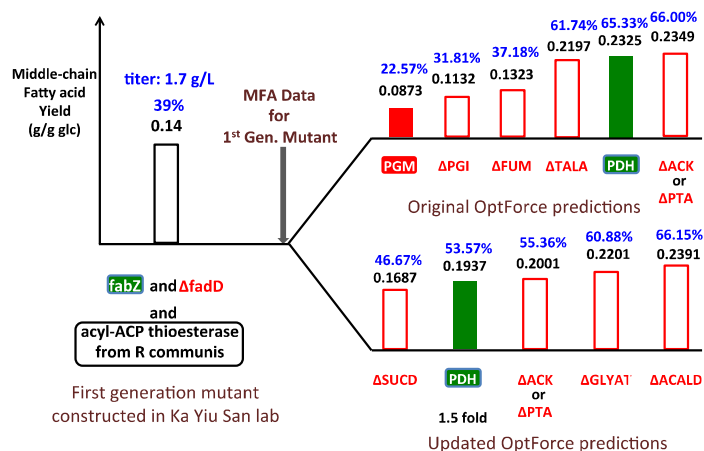 Middle-chain
Fatty acid
Yield
(g/g glc)
titer: 1.7 g/L
39%
0.14
MFA Data
for
1st Gen. Mutant
22.57%
0.0873
31.81%
0.1132
37.18%
0.1323
61.74%
0.2197
65.33%
0.2325
66.00%
0.2349
PGM
ΔPGI
ΔFUM
ΔTALA
PDH
ΔACK
or
ΔPTA
Original OptForce predictions
fabZ and ΔfadD
and
acyl-ACP thioesterase
from R communis
First generation mutant
constructed in Ka Yiu San lab
46.67%
0.1687
53.57%
0.1937
55.36%
0.2001
60.88%
0.2201
66.15%
0.2391
ΔSUCD
PDH
ΔACK
or
ΔPTA
ΔGLYAT
ΔACALD
1.5 fold
Updated OptForce predictions